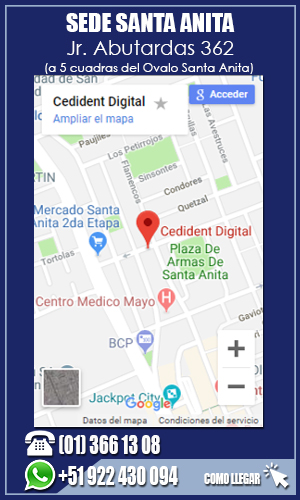 SEDE SANTA ANITA
Jr. Abutardas 362
(a 5 cuadras del Ovalo Santa Anita)
Cedident Digital
Ampliar el mapa
Acceder
Paujiles
Los Petirrojos
Flamencos
Las Avestruces
Sinsontes
Condores
Quetzal
Mercado Santa
Anita 2da Etapa
Cedident Digital
Plaza De
Armas De
Santa Anita
Centro Medico Mayo
BCP
Jackpot City
Google
Datos del mapa
Condiciones del servicio
(01) 366 13 08
+51 922 430 094
COMO LLEGAR